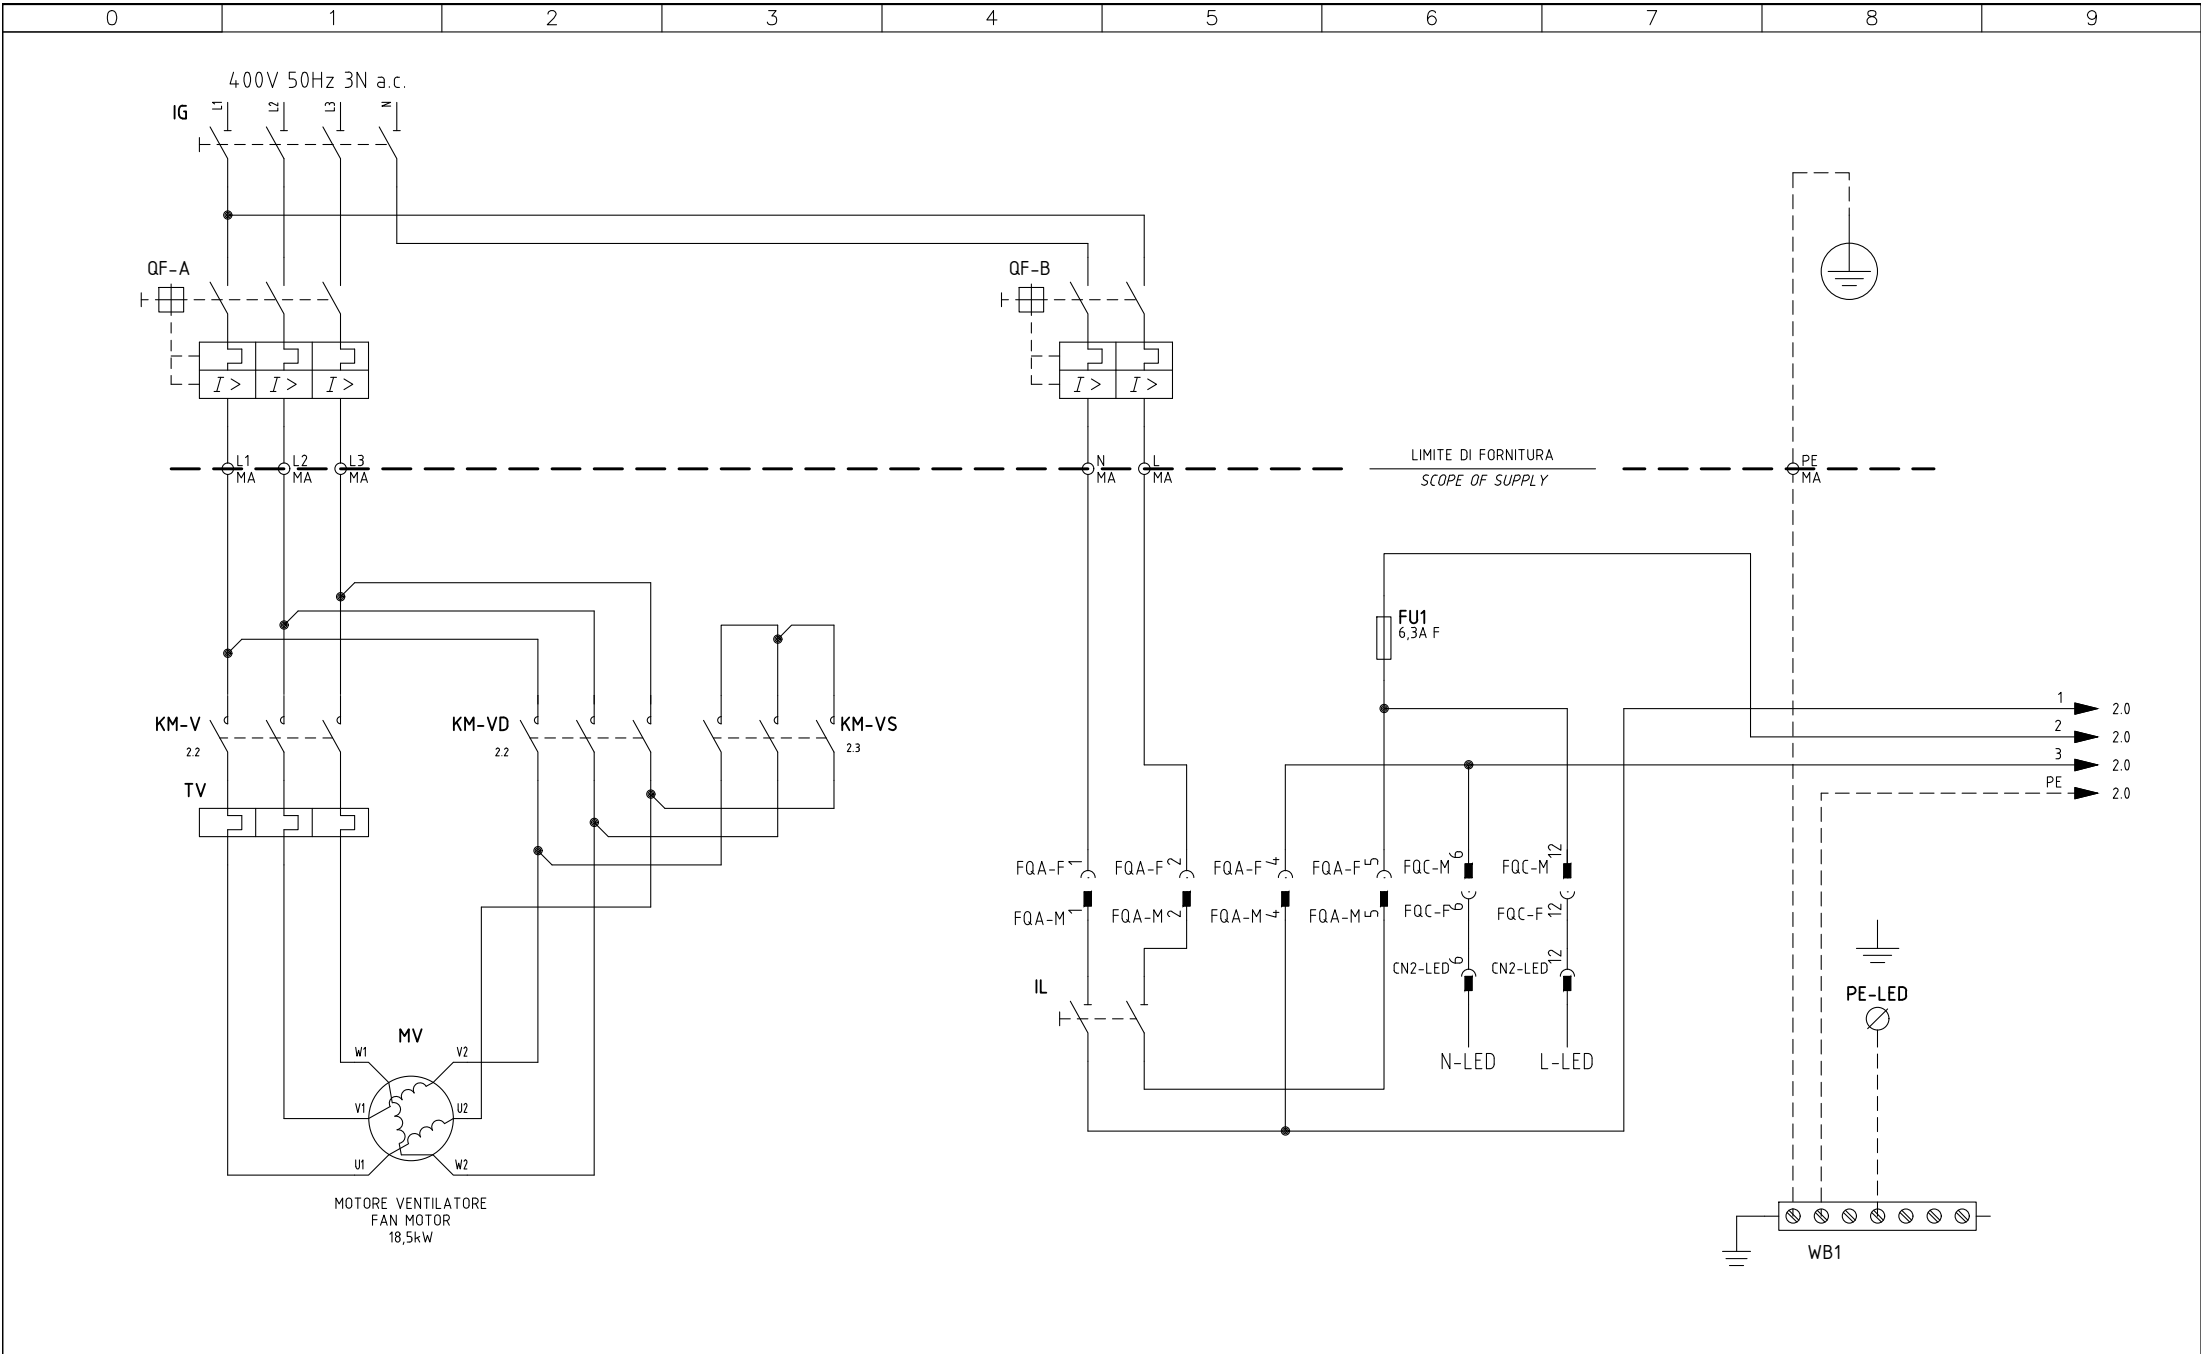 0 1 2 3 4 5 6 7 8 9
400V 50Hz 3N a.c.
IG
L1 L2 L3 N
QF-A
QF-B
I > I > I >
I > I >
L1 L2 L3 N L PE
MA MA MA MA MA MA
LIMITE DI FORNITURA
SCOPE OF SUPPLY
FU1
6,3A F
1 2.0
2 2.0
3 2.0
PE 2.0
KM-V
2.2
KM-VD
2.2
KM-VS
2.3
TV
FQA-F 1 FQA-F 2 FQA-F 4 FQA-F 5 FQC-M 6 FQC-M 12
FQA-M 1 FQA-M 2 FQA-M 4 FQA-M 5 FQC-F 6 FQC-F 12
CN2-LED 6 CN2-LED 12
IL
PE-LED
N-LED L-LED
MV
W1 V2
V1 U2
U1 W2
MOTORE VENTILATORE
FAN MOTOR
18,5kW
WB1